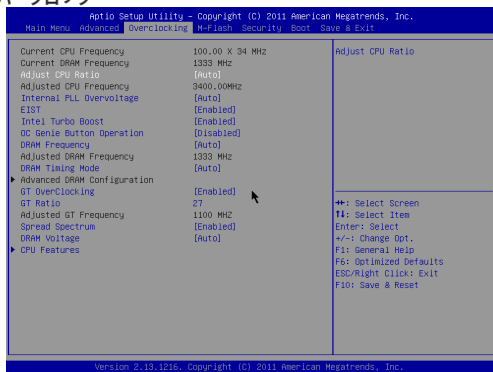 Aptio Setup Utility – Copyright (C) 2011 American Megatrends, Inc.
Main Menu Advanced Overclocking M-Flash Security Boot Save & Exit
Current CPU Frequency 100.00 X 34 MHz
Current DRAM Frequency 1333 MHz
Adjust CPU Ratio [Auto]
Adjusted CPU Frequency 3400.00MHz
Internal PLL Overvoltage [Auto]
EIST [Enabled]
Intel Turbo Boost [Enabled]
OC Genie Button Operation [Disabled]
DRAM Frequency [Auto]
Adjusted DRAM Frequency 1333 MHz
DRAM Timing Mode [Auto]
Advanced DRAM Configuration
GT OverClocking [Enabled]
GT Ratio 27
Adjusted GT Frequency 1100 MHZ
Spread Spectrum [Enabled]
DRAM Voltage [Auto]
CPU Features
Adjust CPU Ratio
→←: Select Screen
↑↓: Select Item
Enter: Select
+/-: Change Opt.
F1: General Help
F6: Optimized Defaults
ESC/Right Click: Exit
F10: Save & Reset
Version 2.13.1216. Copyright (C) 2011 American Megatrends, Inc.